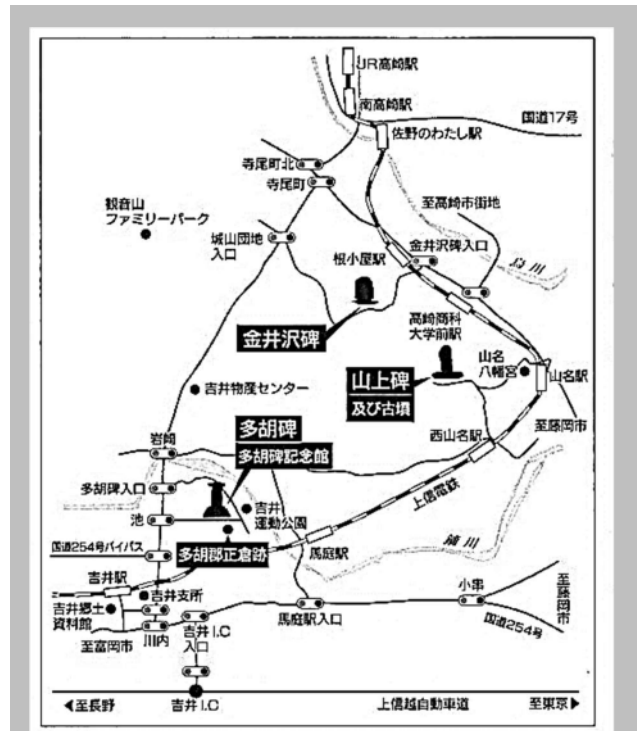 JR高崎駅
南高崎駅
国道17号
佐野のわたし駅
寺尾町北
寺尾町
至高崎市街地
観音山
ファミリーパーク
城山団地
入口
金井沢碑入口
根小屋駅
烏川
金井沢碑
高崎商科
大学前駅
山名
八幡宮
山名駅
山上碑
及び古墳
吉井物産センター
至藤岡市
多胡碑
多胡碑記念館
西山名駅
岩崎
多胡碑入口
上信電鉄
吉井
運動公園
池
鏑川
国道254号バイパス
多胡郡正倉跡
馬庭駅
吉井駅
吉井支所
小串
至藤岡市
吉井郷土
資料館
吉井I.C
入口
馬庭駅入口
国道254号
至富岡市
川内
◀至長野
吉井I.C
上信越自動車道
至東京▶